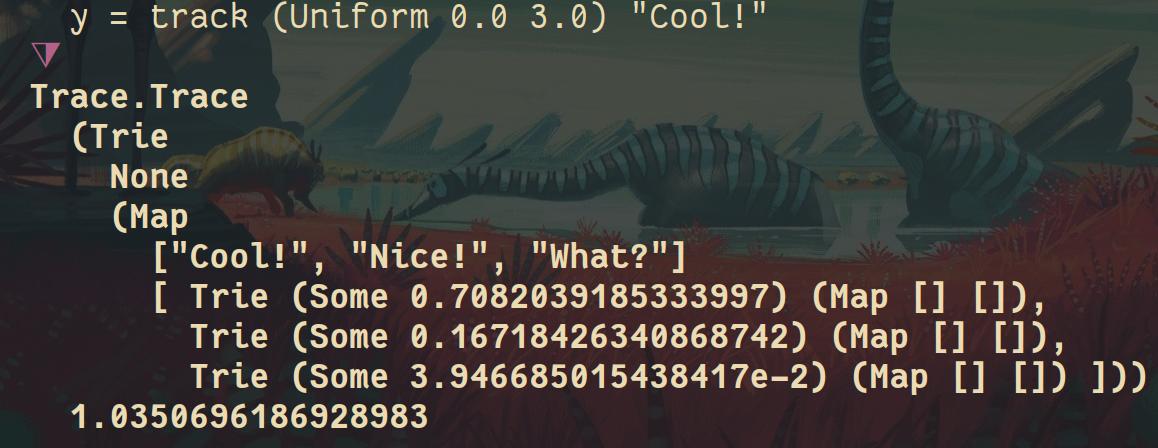 y = track (Uniform 0.0 3.0) "Cool!"
Trace.Trace
(Trie
None
(Map
["Cool!", "Nice!", "What?"]
[ Trie (Some 0.7082039185333997) (Map [] []),
Trie (Some 0.16718426340868742) (Map [] []),
Trie (Some 3.946685015438417e-2) (Map [] []) ]))
1.0350696186928983